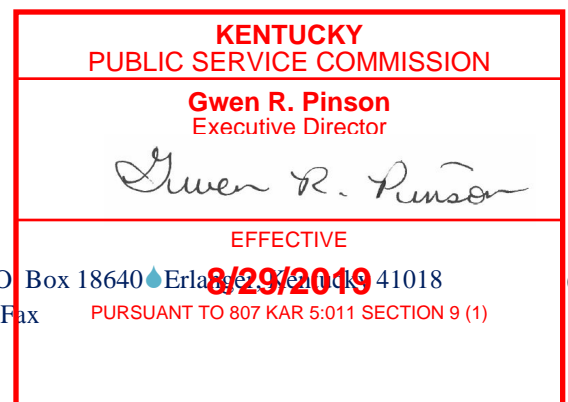 KENTUCKY
PUBLIC SERVICE COMMISSION
Gwen R. Pinson
Executive Director
Gwen R. Pinson
EFFECTIVE
Box 18640 Erlanger, Kentucky 41018
8/29/2019
Fax
PURSUANT TO 807 KAR 5:011 SECTION 9 (1)